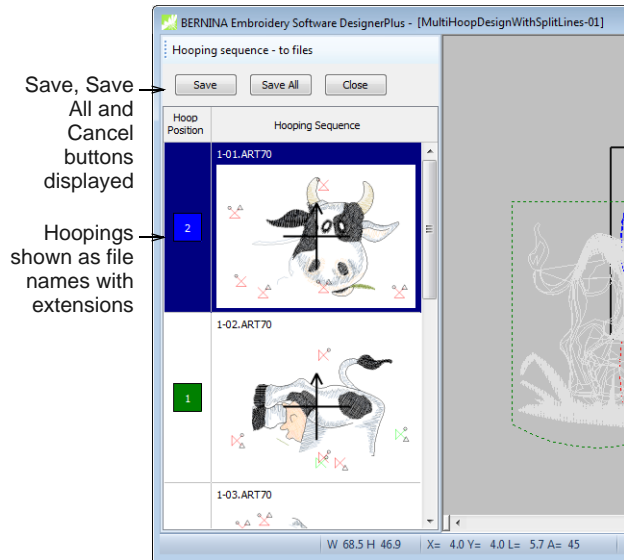 BERNINA Embroidery Software DesignerPlus - [MultiHoopDesignWithSplitLines-01]
Hooping sequence - to files
Save Save All Close
Save, Save
All and
Cancel
buttons
displayed
Hoop
Position
Hooping Sequence
1-01.ART70
2
Hoopings
shown as file
names with
extensions
1-02.ART70
1
1-03.ART70
W 68.5 H 46.9 X= 4.0 Y= 4.0 L= 5.7 A= 45